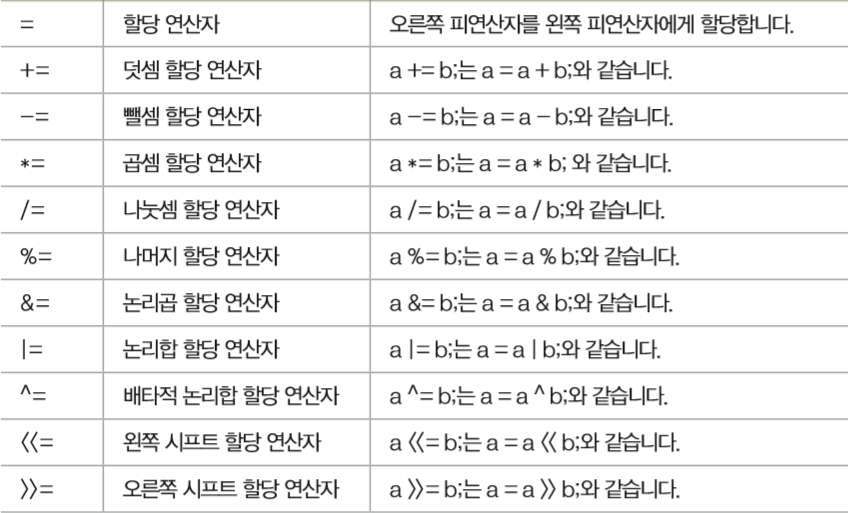 = 할당 연산자 오른쪽 피연산자를 왼쪽 피연산자에게 할당합니다.
+= 덧셈 할당 연산자 a += b;는 a = a + b;와 같습니다.
-= 뺄셈 할당 연산자 a -= b;는 a = a - b;와 같습니다.
*= 곱셈 할당 연산자 a *= b;는 a = a * b; 와 같습니다.
/= 나눗셈 할당 연산자 a /= b;는 a = a / b;와 같습니다.
%= 나머지 할당 연산자 a %= b;는 a = a % b;와 같습니다.
&= 논리곱 할당 연산자 a &= b;는 a = a & b;와 같습니다.
|= 논리합 할당 연산자 a |= b;는 a = a | b;와 같습니다.
^= 배타적 논리합 할당 연산자 a ^= b;는 a = a ^ b;와 같습니다.
<<= 왼쪽 시프트 할당 연산자 a <<= b;는 a = a << b;와 같습니다.
>>= 오른쪽 시프트 할당 연산자 a >>= b;는 a = a >> b;와 같습니다.